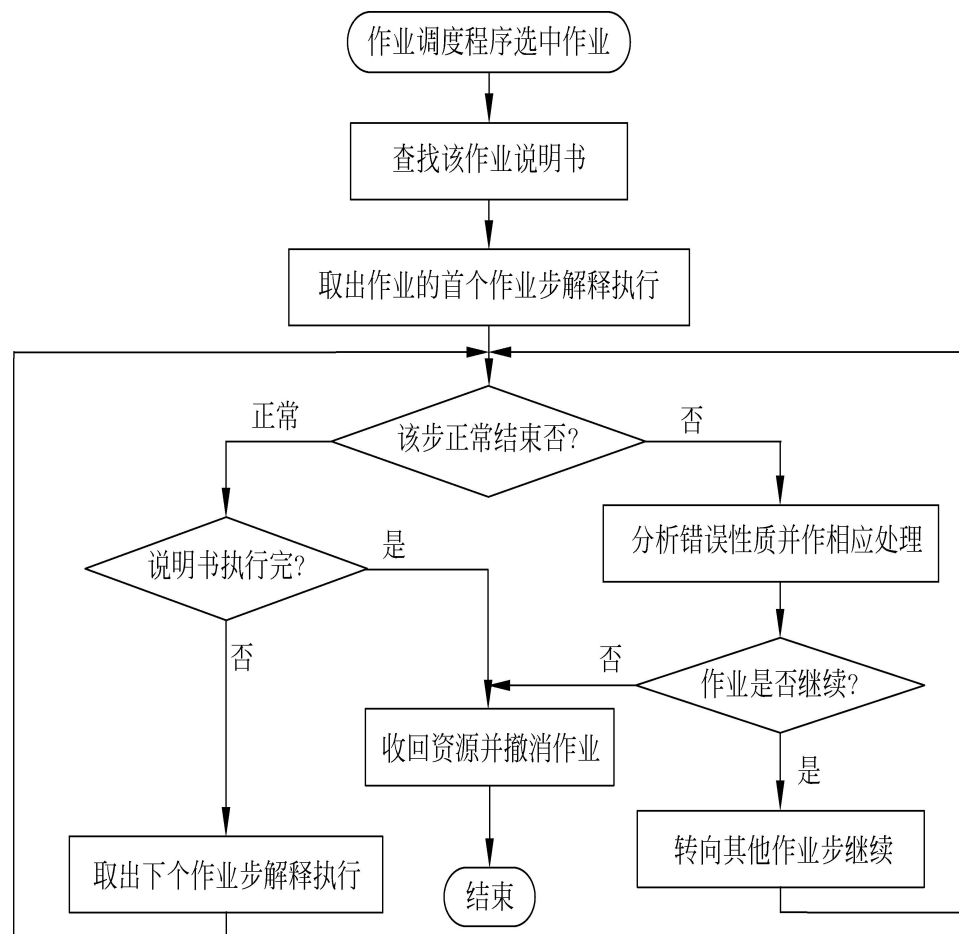 作业调度程序选中作业
查找该作业说明书
取出作业的首个作业步解释执行
正常
该步正常结束否?
否
分析错误性质并作相应处理
说明书执行完?
是
否
否
作业是否继续?
收回资源并撤消作业
是
取出下个作业步解释执行
结束
转向其他作业步继续